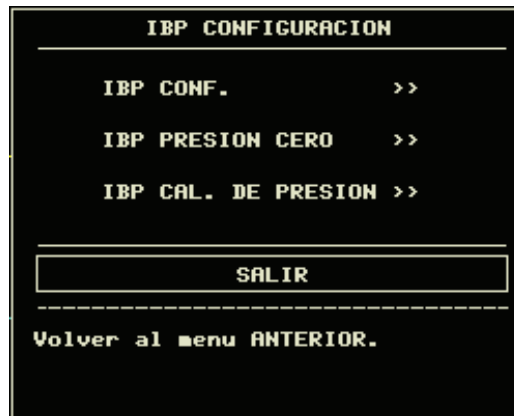 IBP CONFIGURACION
IBP CONF. >>
IBP PRESION CERO >>
IBP CAL. DE PRESION >>
SALIR
Volver al menu ANTERIOR.